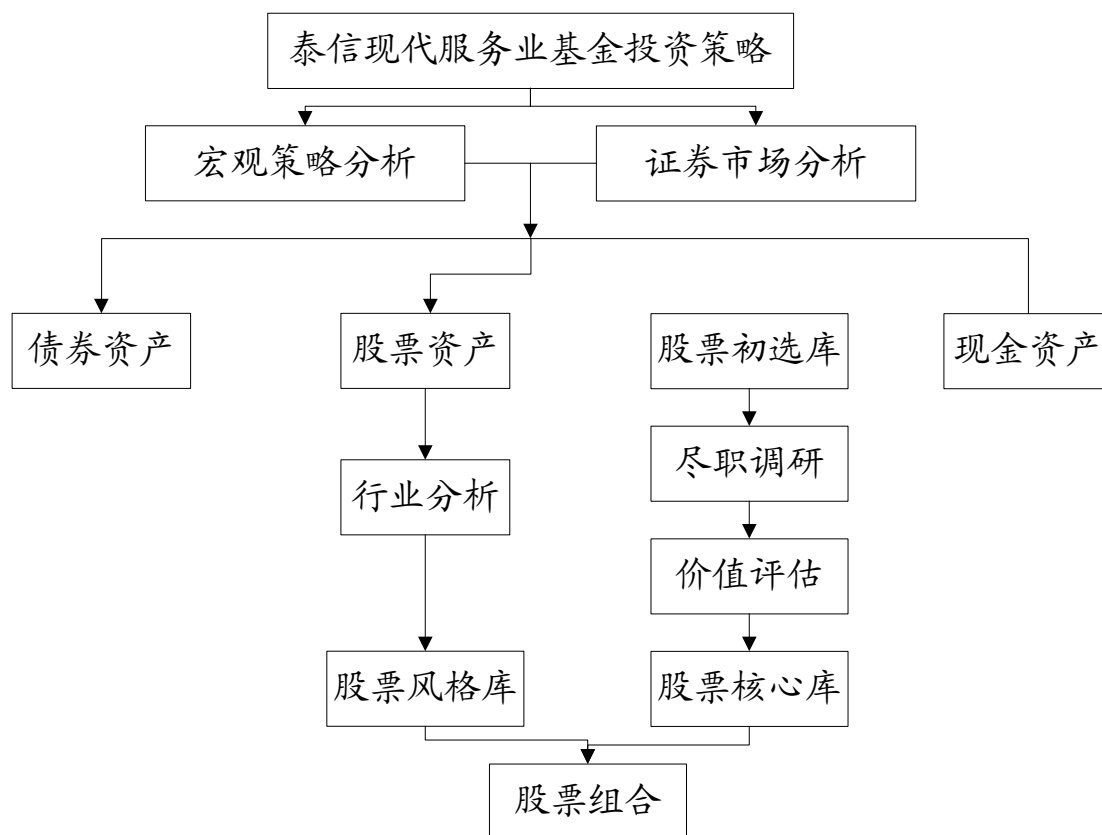 泰信现代服务业基金投资策略
宏观策略分析
证券市场分析
债券资产
股票资产
股票初选库
现金资产
尽职调研
行业分析
价值评估
股票风格库
股票核心库
股票组合